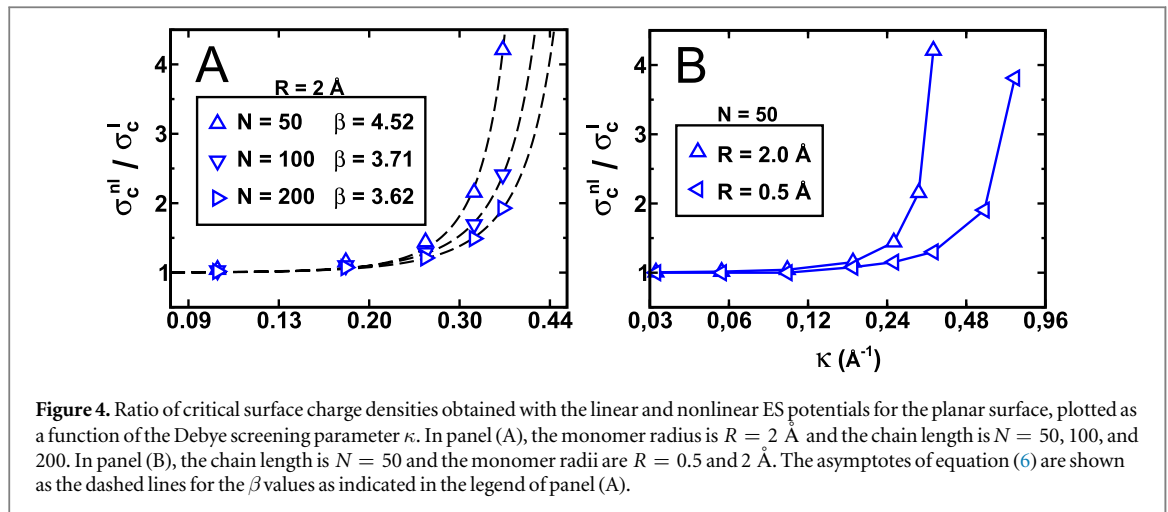 A
R = 2 Å
N = 50 β = 4.52
N = 100 β = 3.71
N = 200 β = 3.62
σcⁿˡ / σcˡ
4
3
2
1
0.09 0.13 0.20 0.30 0.44
B
N = 50
R = 2.0 Å
R = 0.5 Å
σcⁿˡ / σcˡ
4
3
2
1
0,03 0,06 0,12 0,24 0,48 0,96
κ (Å⁻¹)
Figure 4. Ratio of critical surface charge densities obtained with the linear and nonlinear ES potentials for the planar surface, plotted as
a function of the Debye screening parameter κ. In panel (A), the monomer radius is R = 2 Å and the chain length is N = 50, 100, and
200. In panel (B), the chain length is N = 50 and the monomer radii are R = 0.5 and 2 Å. The asymptotes of equation (6) are shown
as the dashed lines for the β values as indicated in the legend of panel (A).